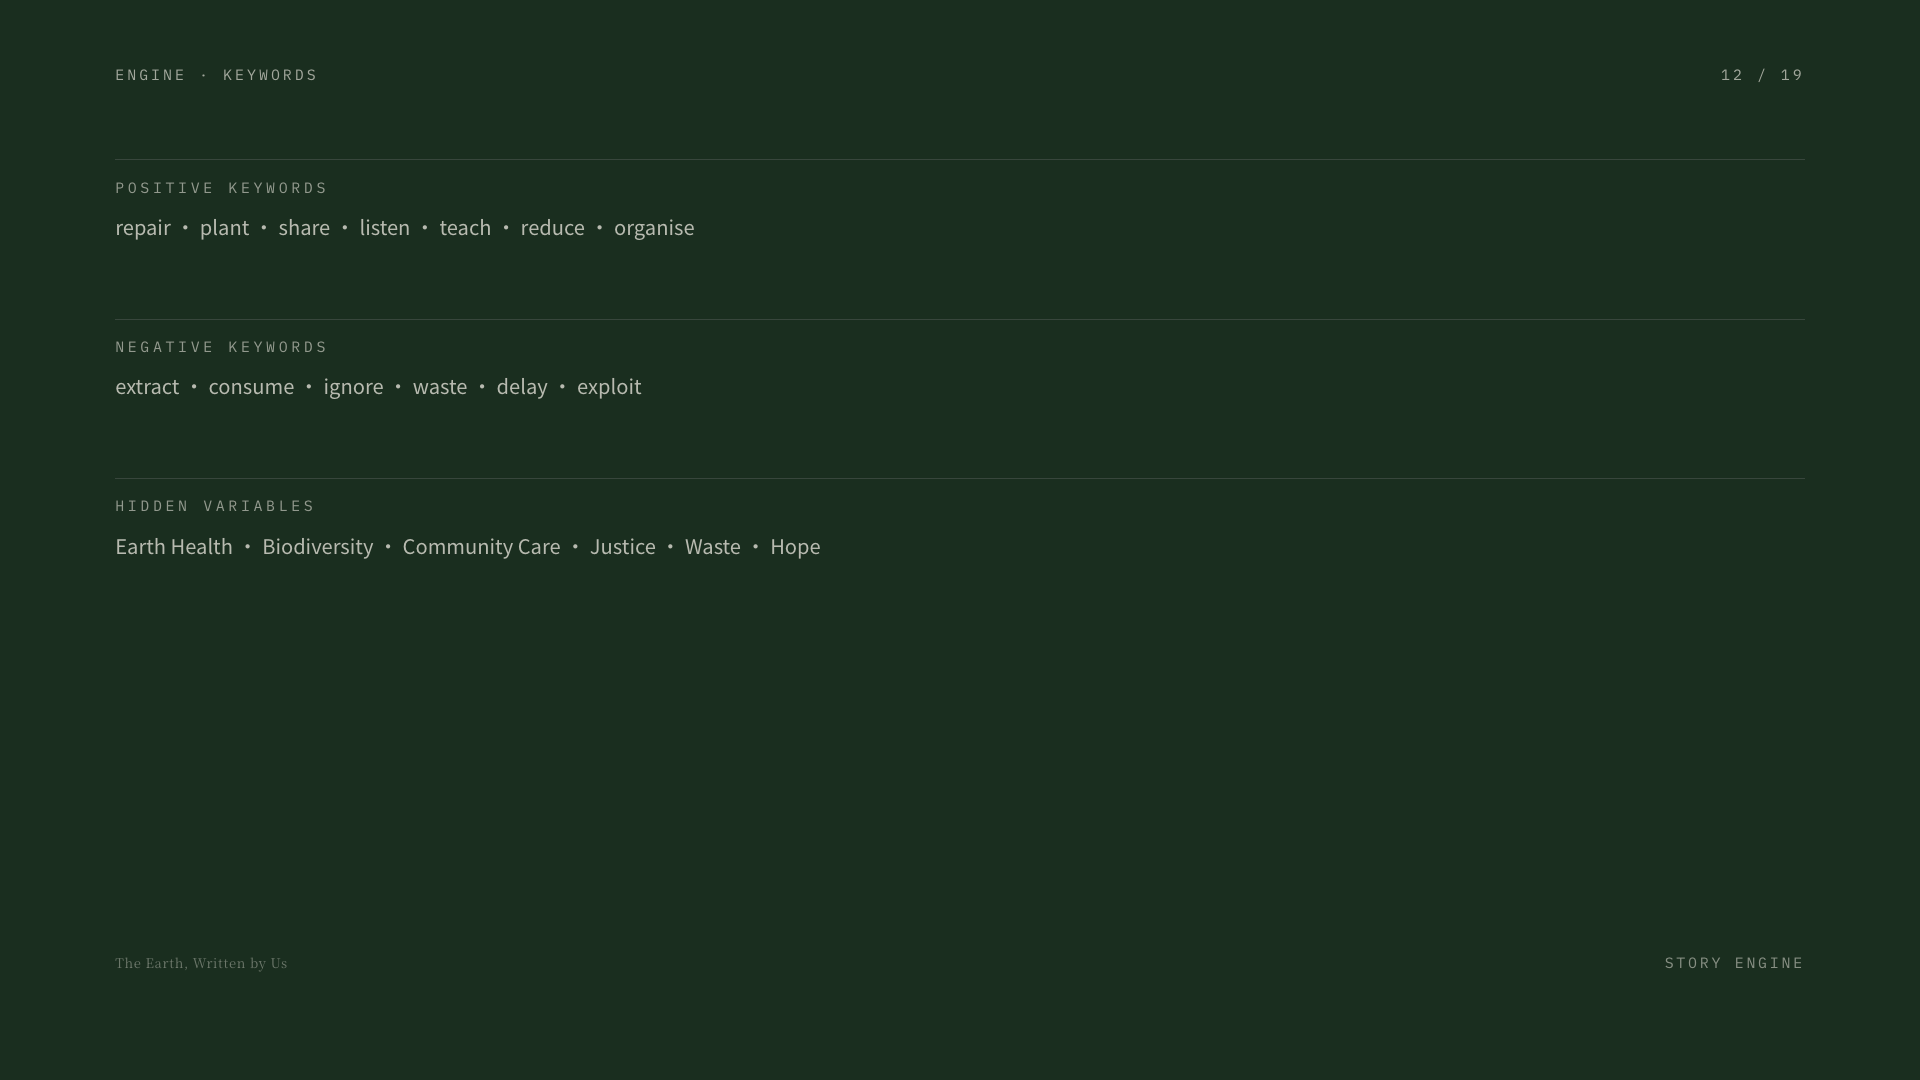 ENGINE · KEYWORDS
12 / 19
POSITIVE KEYWORDS
repair · plant · share · listen · teach · reduce · organise
NEGATIVE KEYWORDS
extract · consume · ignore · waste · delay · exploit
HIDDEN VARIABLES
Earth Health · Biodiversity · Community Care · Justice · Waste · Hope
The Earth, Written by Us
STORY ENGINE